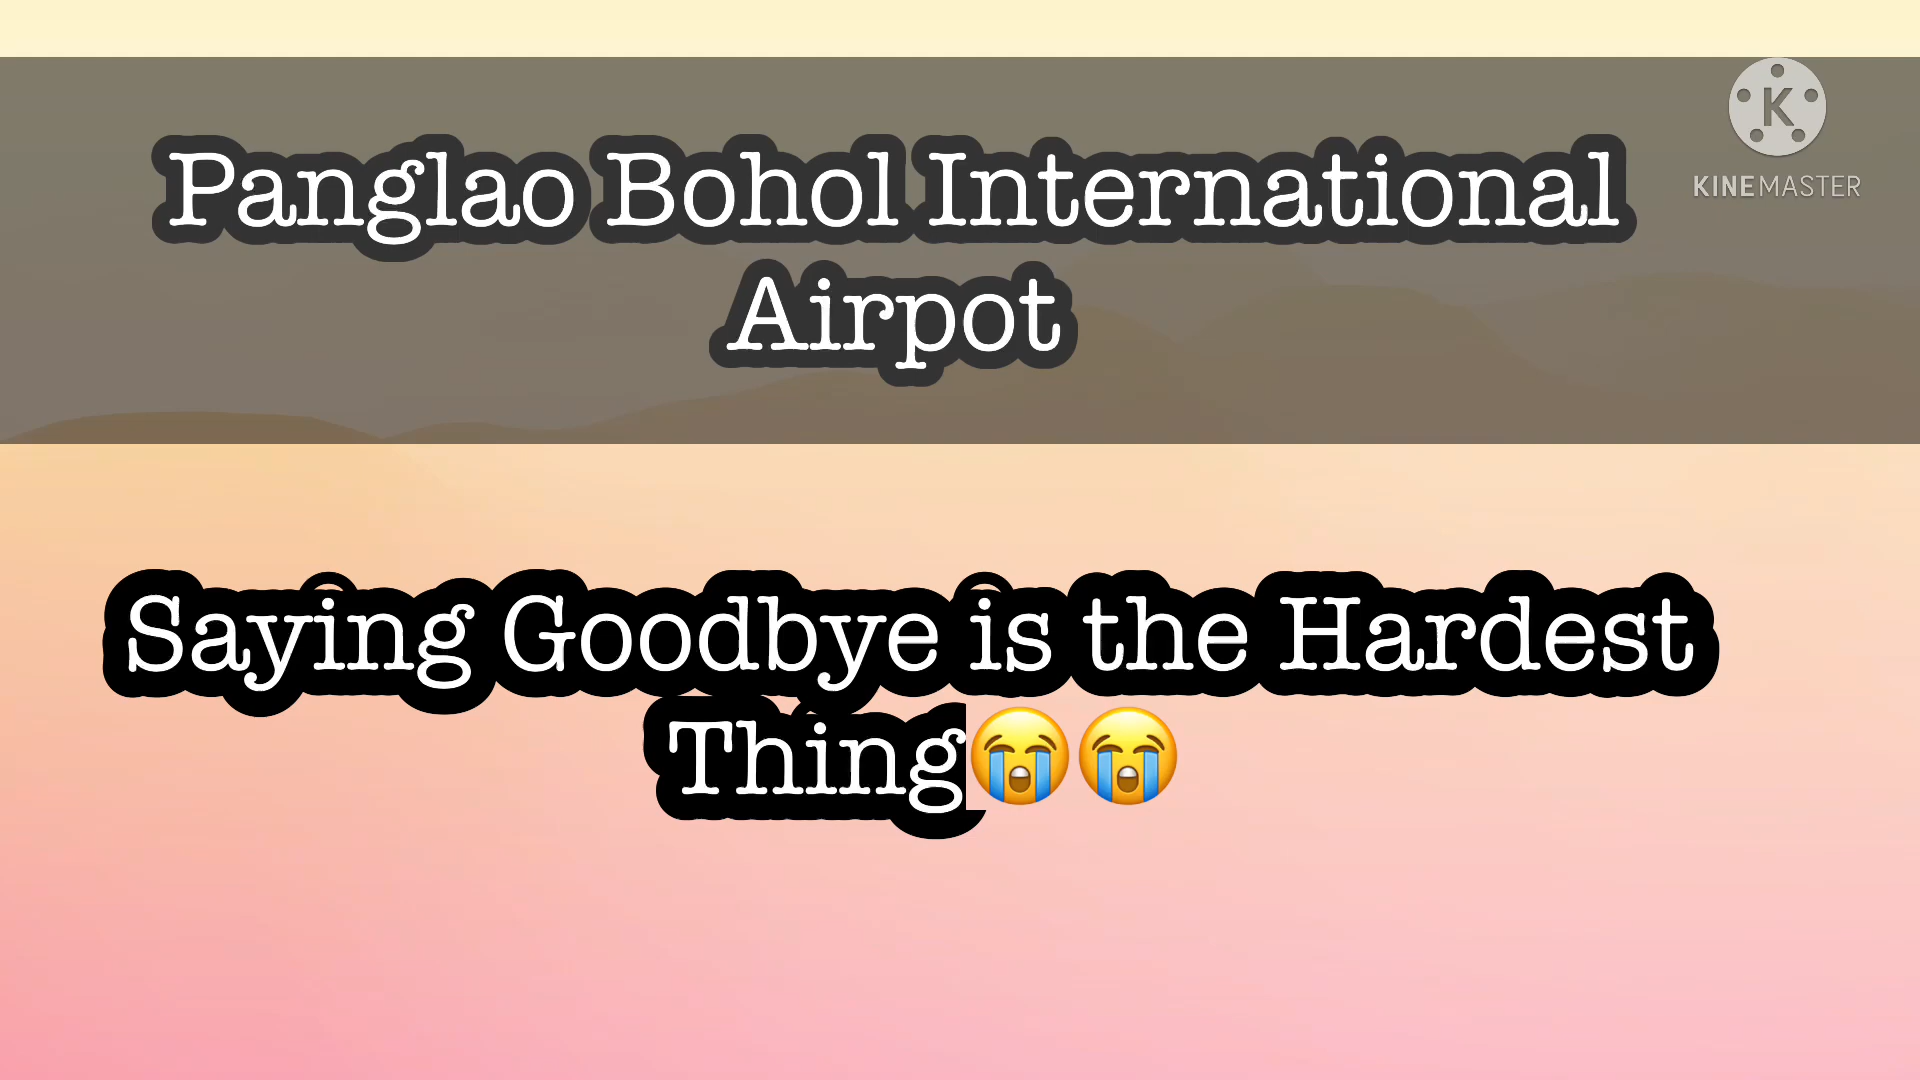 Panglao Bohol International
Airpot
K
KINEMASTER
Saying Goodbye is the Hardest
Thing😭😭